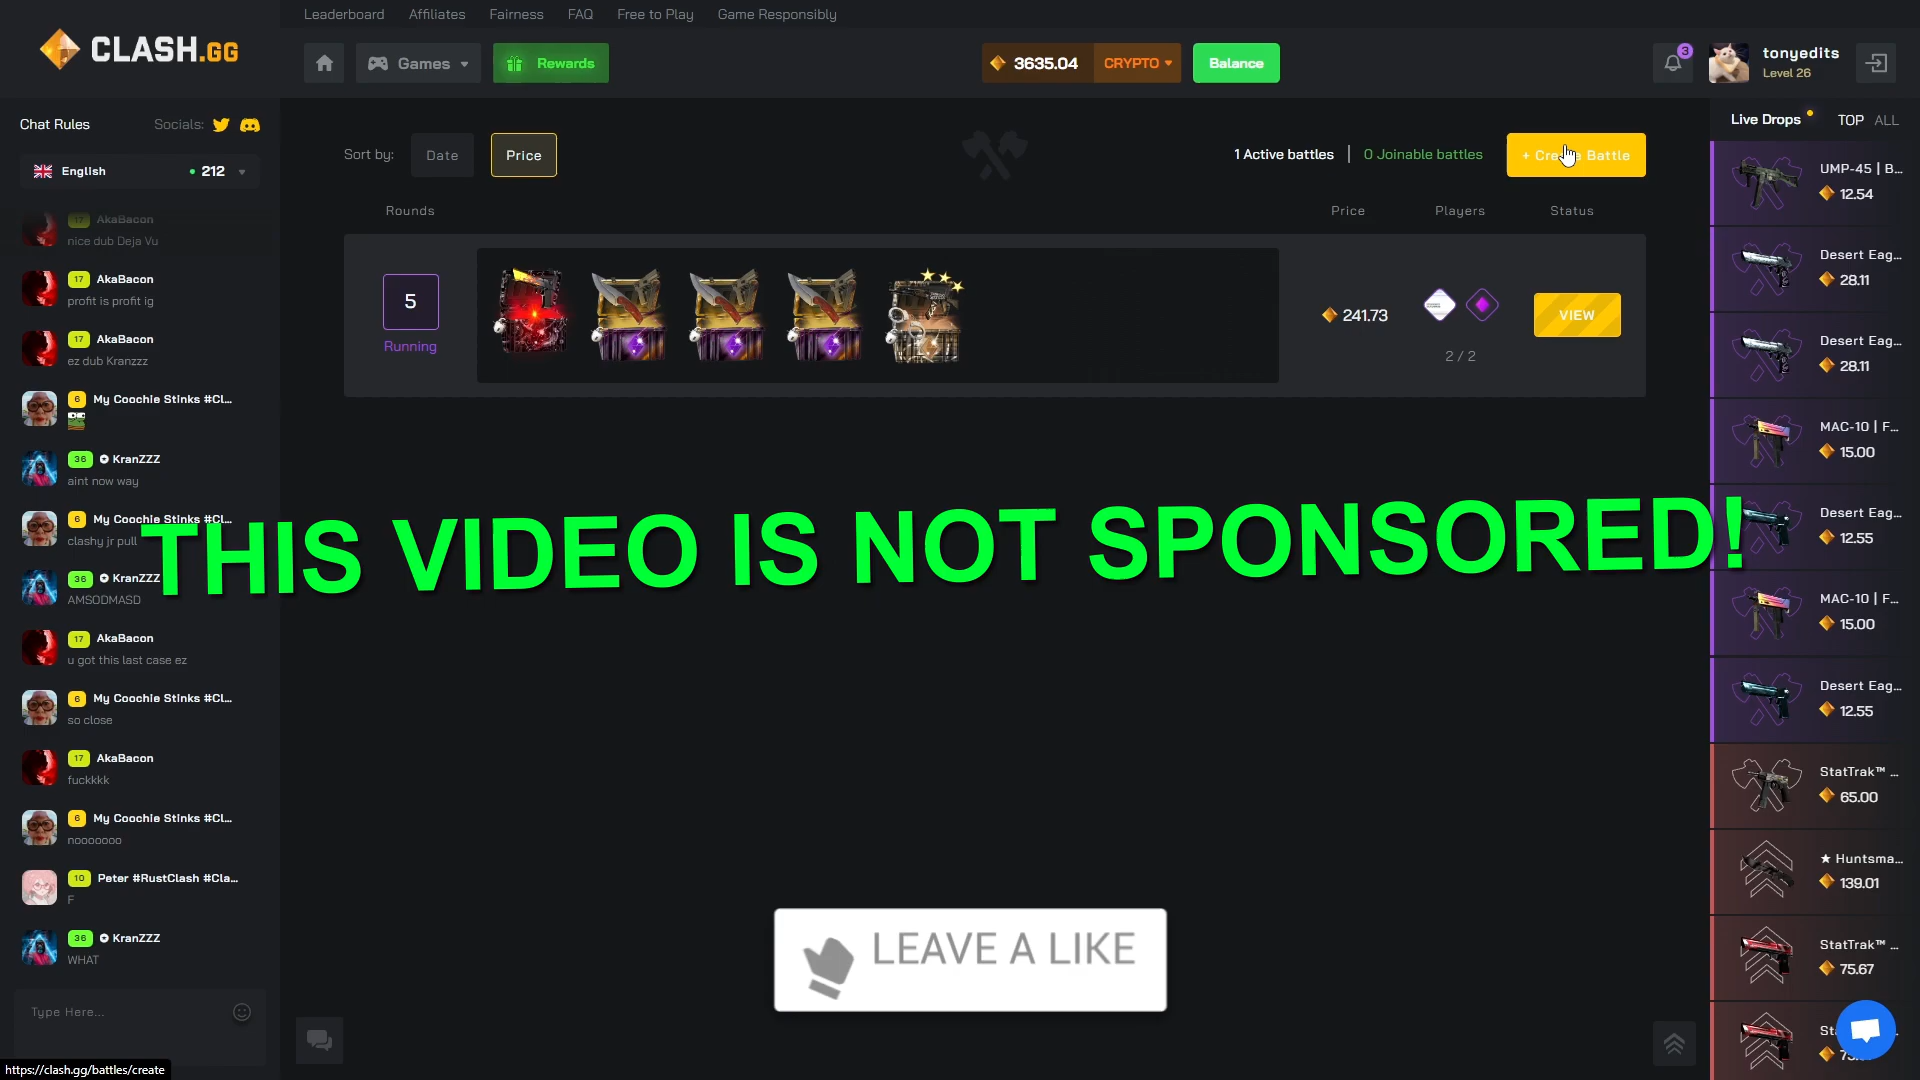 Leaderboard Affiliates Fairness FAQ Free to Play Game Responsibly
CLASH.GG
Games
Rewards
3635.04 CRYPTO
Balance
3
tonyedits
Level 26
Chat Rules
Socials:
English
212
17 AkaBacon
nice dub Deja Vu
17 AkaBacon
profit is profit ig
17 AkaBacon
ez dub Kranzzz
6 My Coochie Stinks #Cl...
36 KranZZZ
aint now way
6 My Coochie Stinks #Cl...
clashy jr pull
36 KranZZZ
AMSODMASD
17 AkaBacon
u got this last case ez
6 My Coochie Stinks #Cl...
so close
17 AkaBacon
fuckkkk
6 My Coochie Stinks #Cl...
nooooooo
10 Peter #RustClash #Cla...
F
36 KranZZZ
WHAT
Type Here...
https://clash.gg/battles/create
Sort by:
Date
Price
1 Active battles
0 Joinable battles
+ Create Battle
Rounds Price Players Status
5
Running
241.73
2 / 2
VIEW
THIS VIDEO IS NOT SPONSORED!
LEAVE A LIKE
Live Drops TOP ALL
UMP-45 | B...
12.54
Desert Eag...
28.11
Desert Eag...
28.11
MAC-10 | F...
15.00
Desert Eag...
12.55
MAC-10 | F...
15.00
Desert Eag...
12.55
StatTrak™ ...
65.00
★ Huntsma...
139.01
StatTrak™ ...
75.67